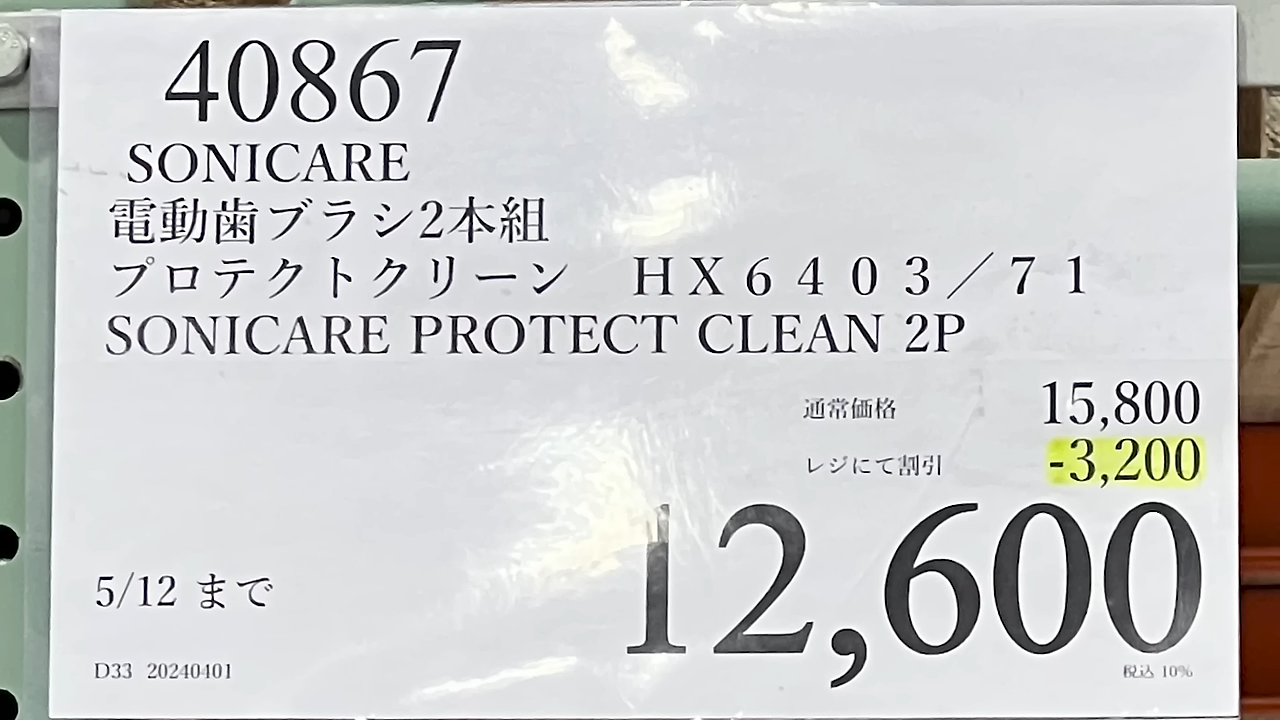 40867
SONICARE
電動歯ブラシ2本組
プロテクトクリーン　ＨＸ６４０３／７１
SONICARE PROTECT CLEAN 2P
通常価格 15,800
レジにて割引 -3,200
12,600
5/12 まで
D33 20240401
税込 10%